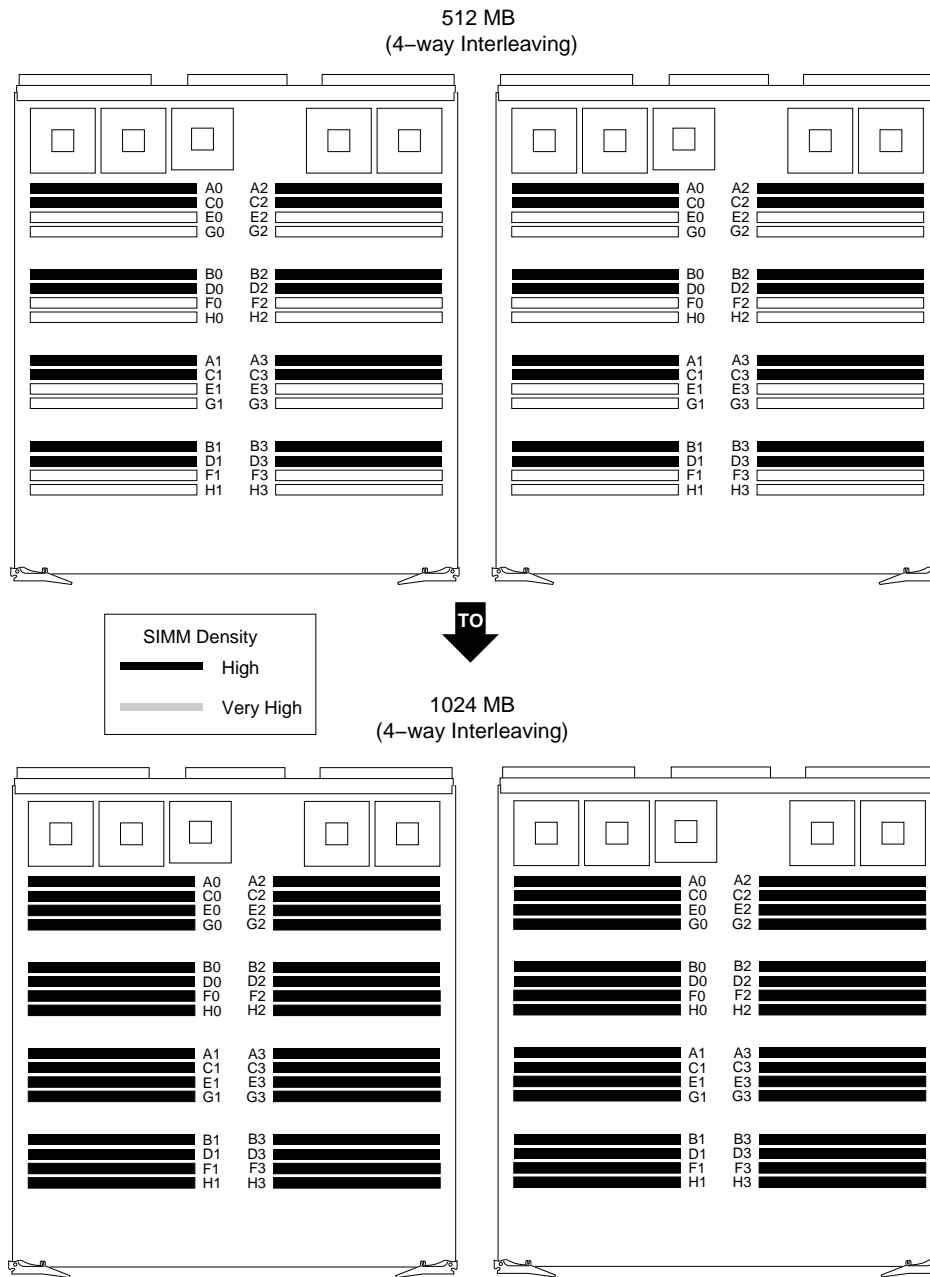 512 MB
(4−way Interleaving)
A0 A2 A0 A2
C0 C2 C0 C2
E0 E2 E0 E2
G0 G2 G0 G2
B0 B2 B0 B2
D0 D2 D0 D2
F0 F2 F0 F2
H0 H2 H0 H2
A1 A3 A1 A3
C1 C3 C1 C3
E1 E3 E1 E3
G1 G3 G1 G3
B1 B3 B1 B3
D1 D3 D1 D3
F1 F3 F1 F3
H1 H3 H1 H3
TO
SIMM Density
High
Very High
1024 MB
(4−way Interleaving)
A0 A2 A0 A2
C0 C2 C0 C2
E0 E2 E0 E2
G0 G2 G0 G2
B0 B2 B0 B2
D0 D2 D0 D2
F0 F2 F0 F2
H0 H2 H0 H2
A1 A3 A1 A3
C1 C3 C1 C3
E1 E3 E1 E3
G1 G3 G1 G3
B1 B3 B1 B3
D1 D3 D1 D3
F1 F3 F1 F3
H1 H3 H1 H3